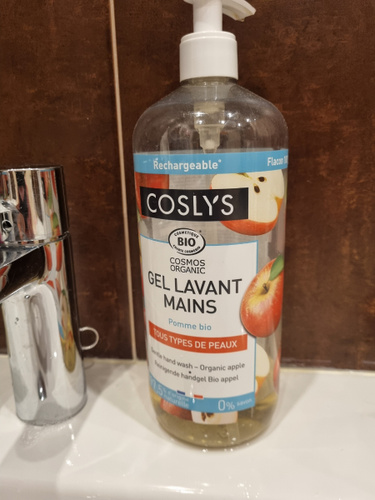 Rechargeable*
Flacon
COSLYS
COSMÉTIQUE
BIO
COSMOS
ORGANIC
GEL LAVANT
MAINS
Pomme bio
TOUS TYPES DE PEAUX
Gentle hand wash – Organic apple
Reinigende handgel Bio appel
0%